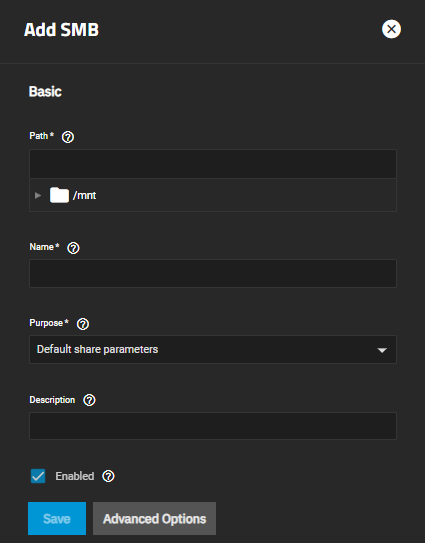 Add SMB
Basic
Path *
/mnt
Name *
Purpose *
Default share parameters
Description
Enabled
Save
Advanced Options